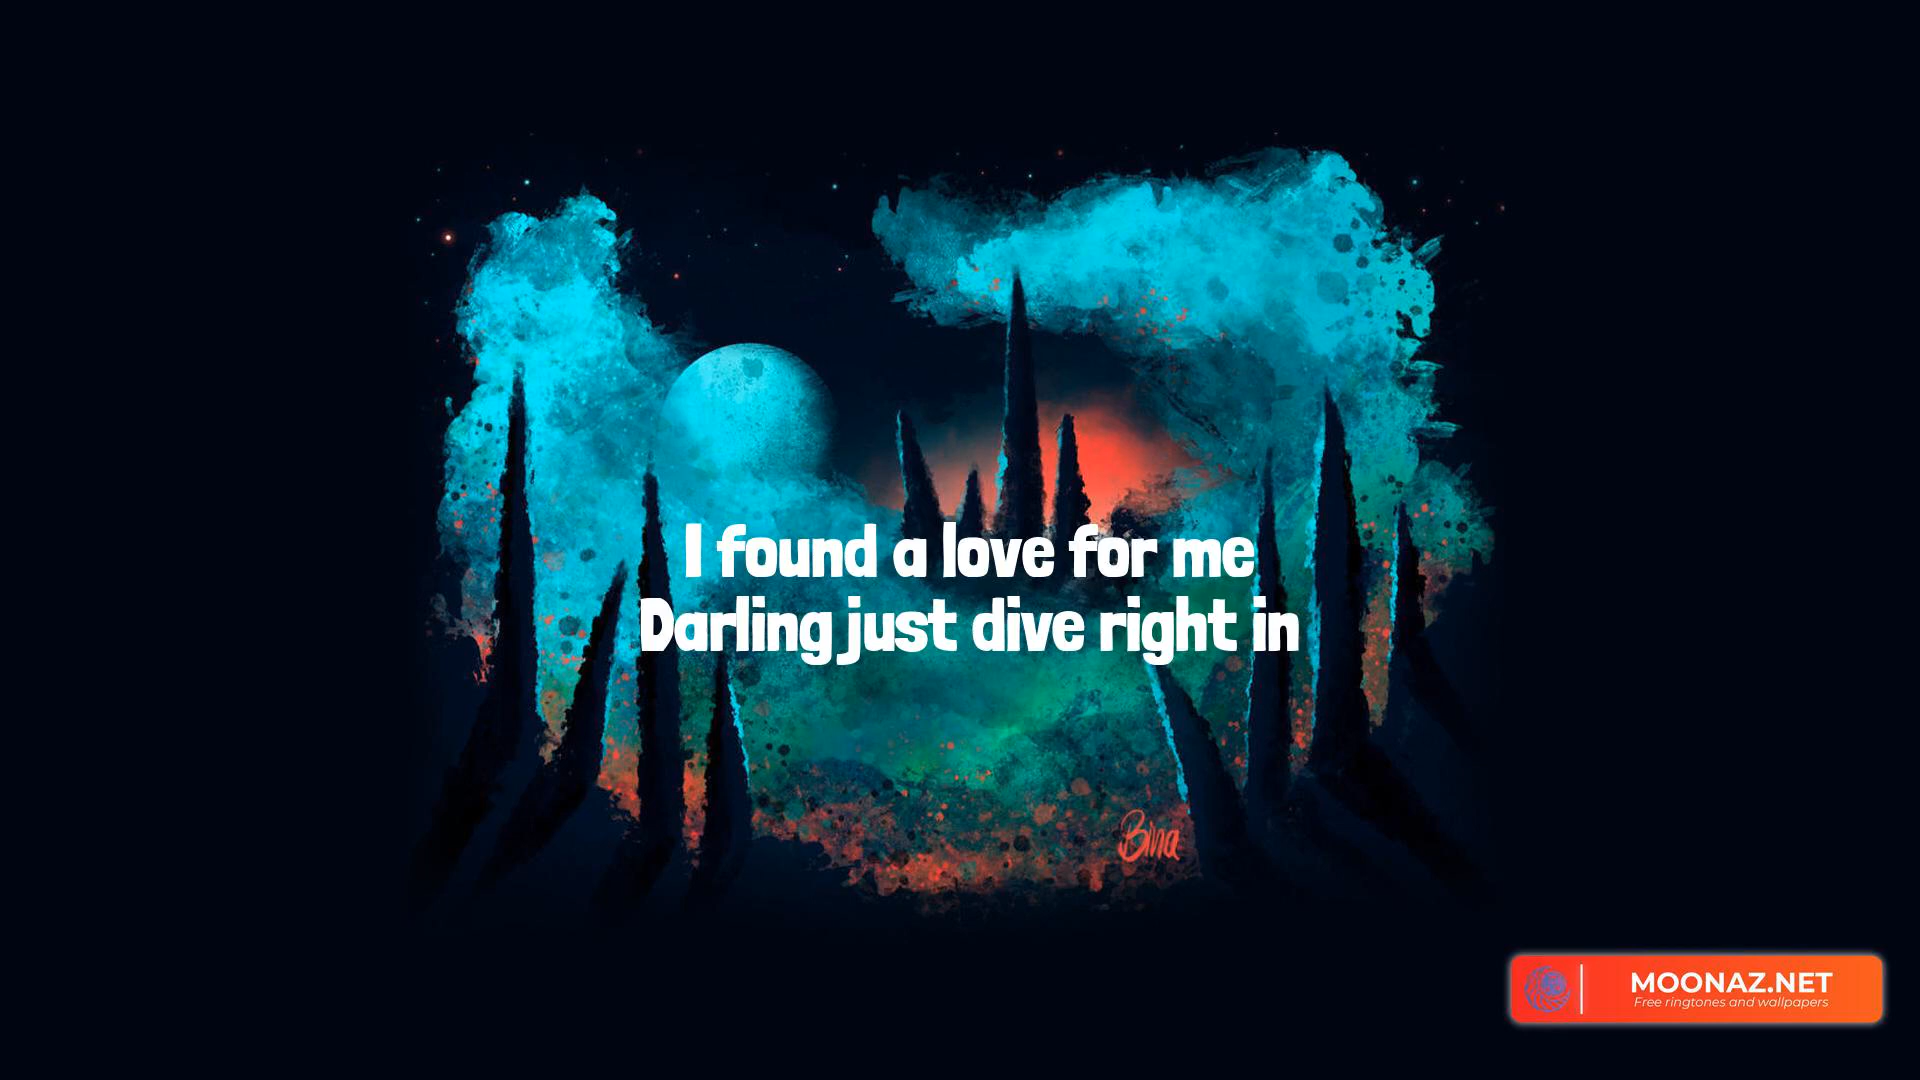 I found a love for me
Darling just dive right in
Bina
MOONAZ.NET
Free ringtones and wallpapers